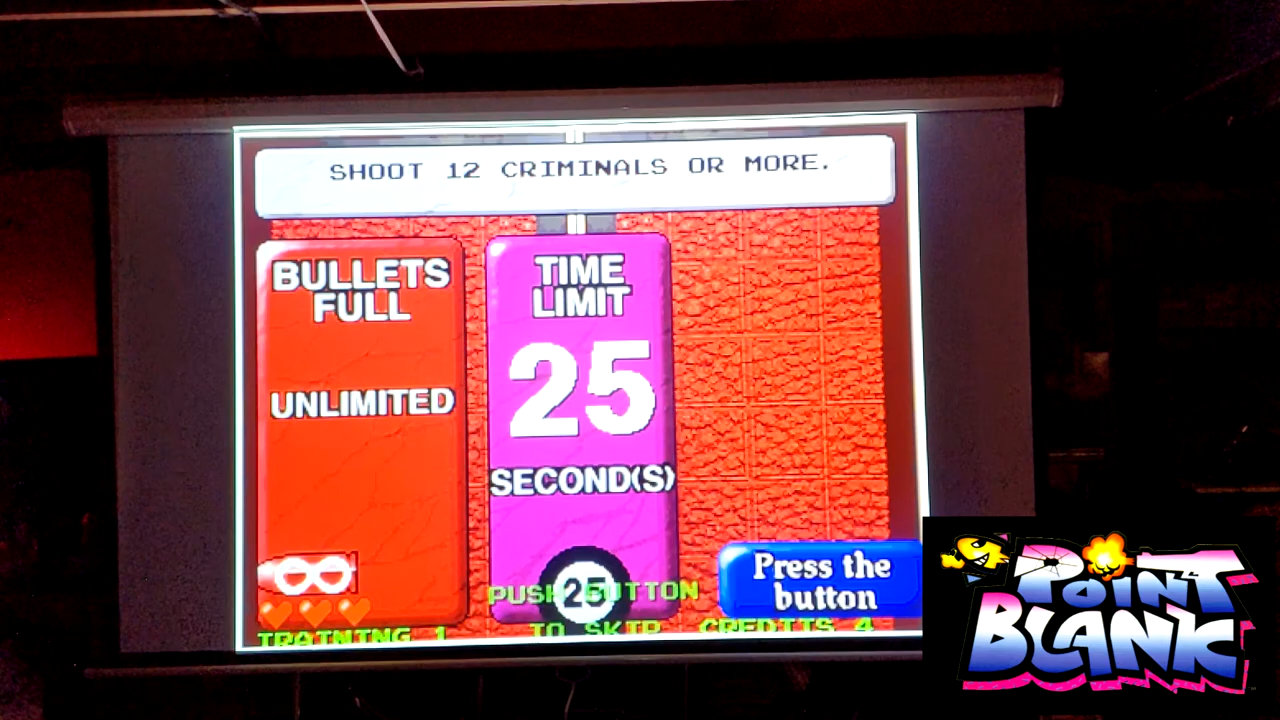 SHOOT 12 CRIMINALS OR MORE.
BULLETS
FULL
UNLIMITED
TIME
LIMIT
25
SECOND(S)
25
PUSH BUTTON
TO SKIP
Press the
button
TRAINING 1
CREDITS 4
POINT
BLANK